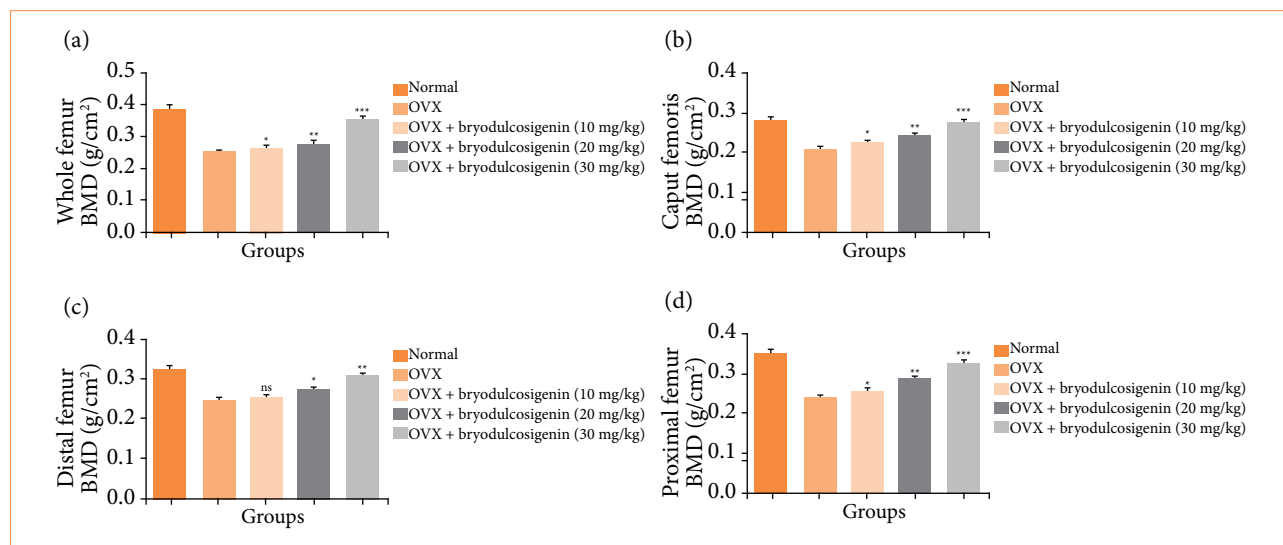 (a)
Whole femur
BMD (g/cm²)
0.5
0.4
0.3
0.2
0.1
0.0
*
**
***
Groups
Normal
OVX
OVX + bryodulcosigenin (10 mg/kg)
OVX + bryodulcosigenin (20 mg/kg)
OVX + bryodulcosigenin (30 mg/kg)
(b)
Caput femoris
BMD (g/cm²)
0.4
0.3
0.2
0.1
0.0
*
**
***
Groups
Normal
OVX
OVX + bryodulcosigenin (10 mg/kg)
OVX + bryodulcosigenin (20 mg/kg)
OVX + bryodulcosigenin (30 mg/kg)
(c)
Distal femur
BMD (g/cm²)
0.4
0.3
0.2
0.1
0.0
ns
*
**
Groups
Normal
OVX
OVX + bryodulcosigenin (10 mg/kg)
OVX + bryodulcosigenin (20 mg/kg)
OVX + bryodulcosigenin (30 mg/kg)
(d)
Proximal femur
BMD (g/cm²)
0.4
0.3
0.2
0.1
0.0
*
**
***
Groups
Normal
OVX
OVX + bryodulcosigenin (10 mg/kg)
OVX + bryodulcosigenin (20 mg/kg)
OVX + bryodulcosigenin (30 mg/kg)